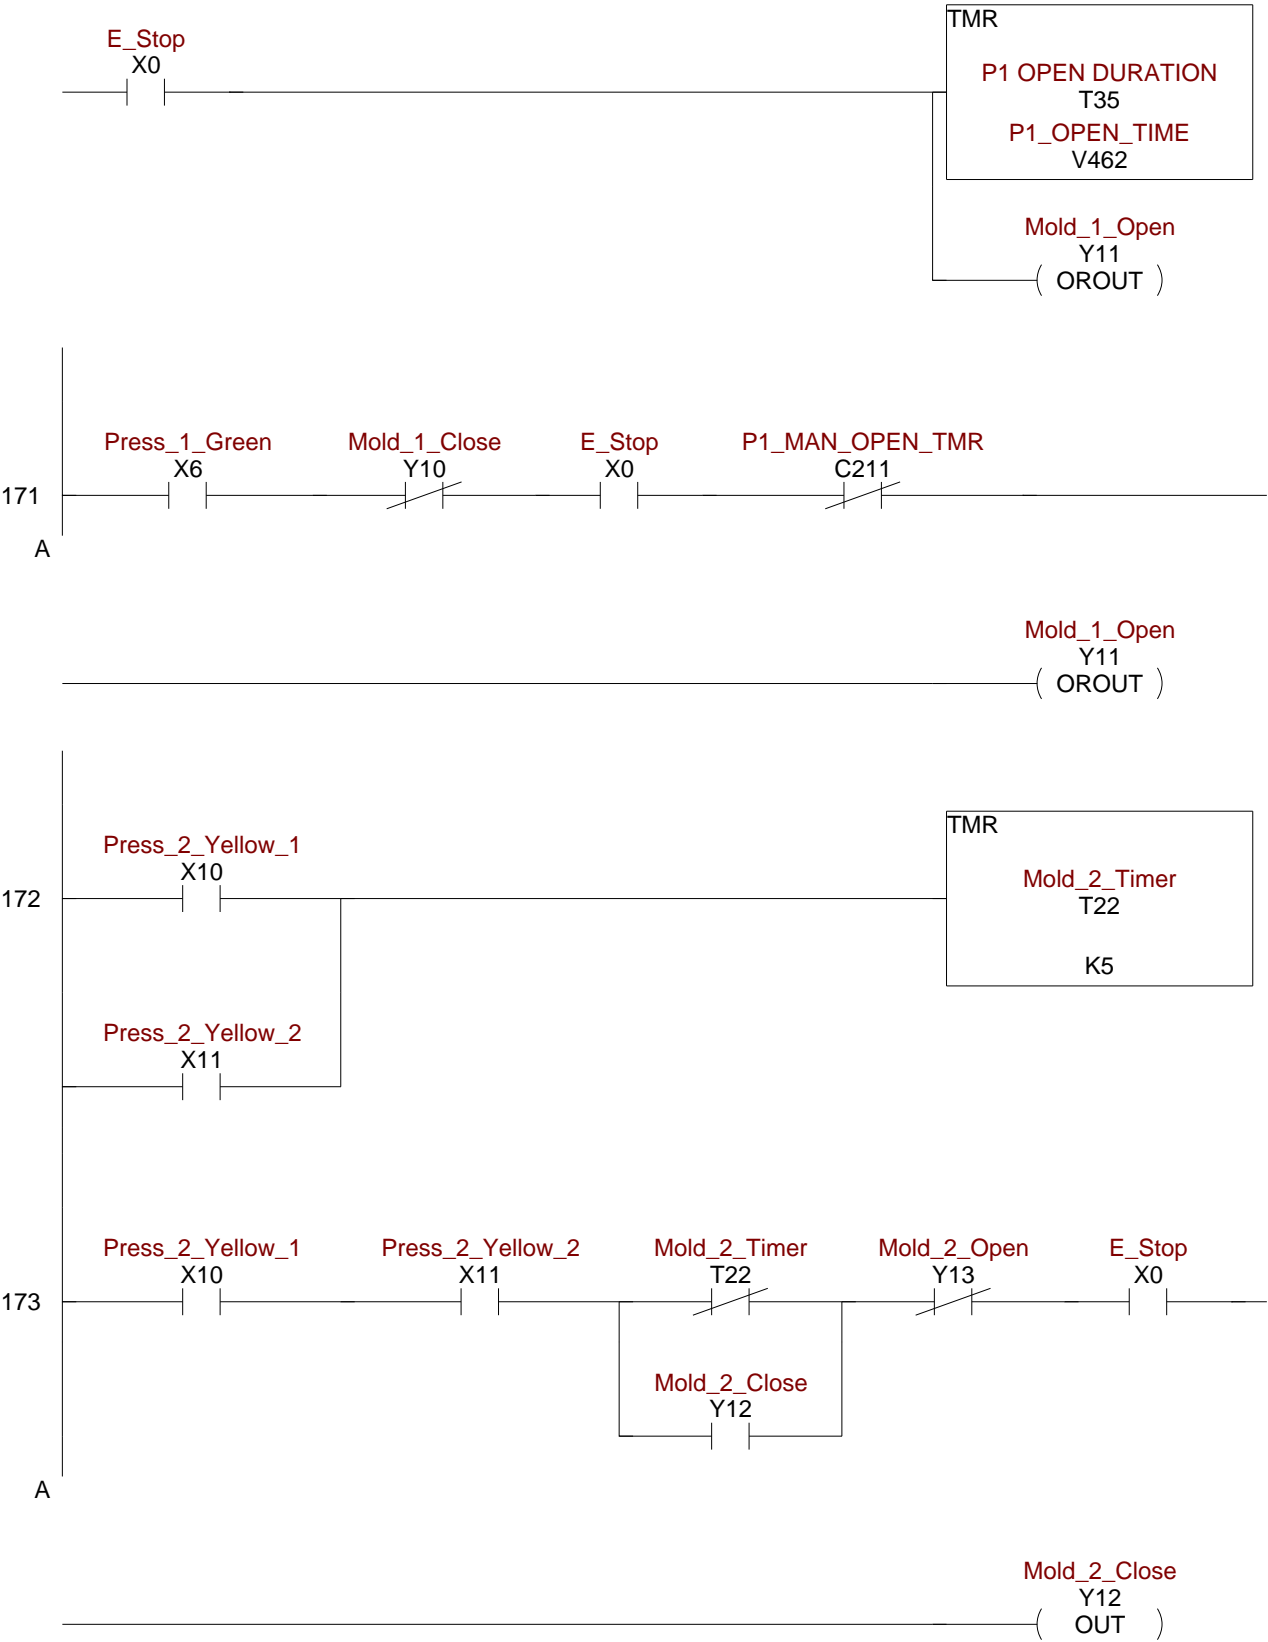 TMR
E_Stop
X0
P1 OPEN DURATION
T35
P1_OPEN_TIME
V462
Mold_1_Open
Y11
OROUT
Press_1_Green Mold_1_Close E_Stop P1_MAN_OPEN_TMR
X6 Y10 X0 C211
171
A
Mold_1_Open
Y11
OROUT
TMR
Press_2_Yellow_1
X10
Mold_2_Timer
172
T22
K5
Press_2_Yellow_2
X11
Press_2_Yellow_1 Press_2_Yellow_2 Mold_2_Timer Mold_2_Open E_Stop
X10 X11 T22 Y13 X0
173
Mold_2_Close
Y12
A
Mold_2_Close
Y12
OUT